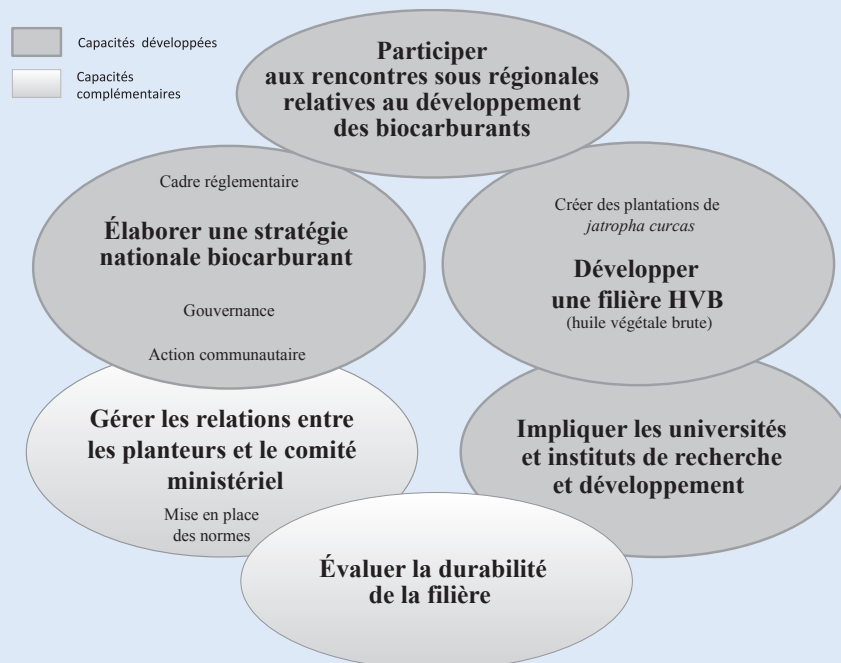 Capacités développées
Capacités
complémentaires
Participer
aux rencontres sous régionales
relatives au développement
des biocarburants
Cadre réglementaire
Élaborer une stratégie
nationale biocarburant
Gouvernance
Action communautaire
Créer des plantations de
jatropha curcas
Développer
une filière HVB
(huile végétale brute)
Gérer les relations entre
les planteurs et le comité
ministériel
Mise en place
des normes
Impliquer les universités
et instituts de recherche
et développement
Évaluer la durabilité
de la filière